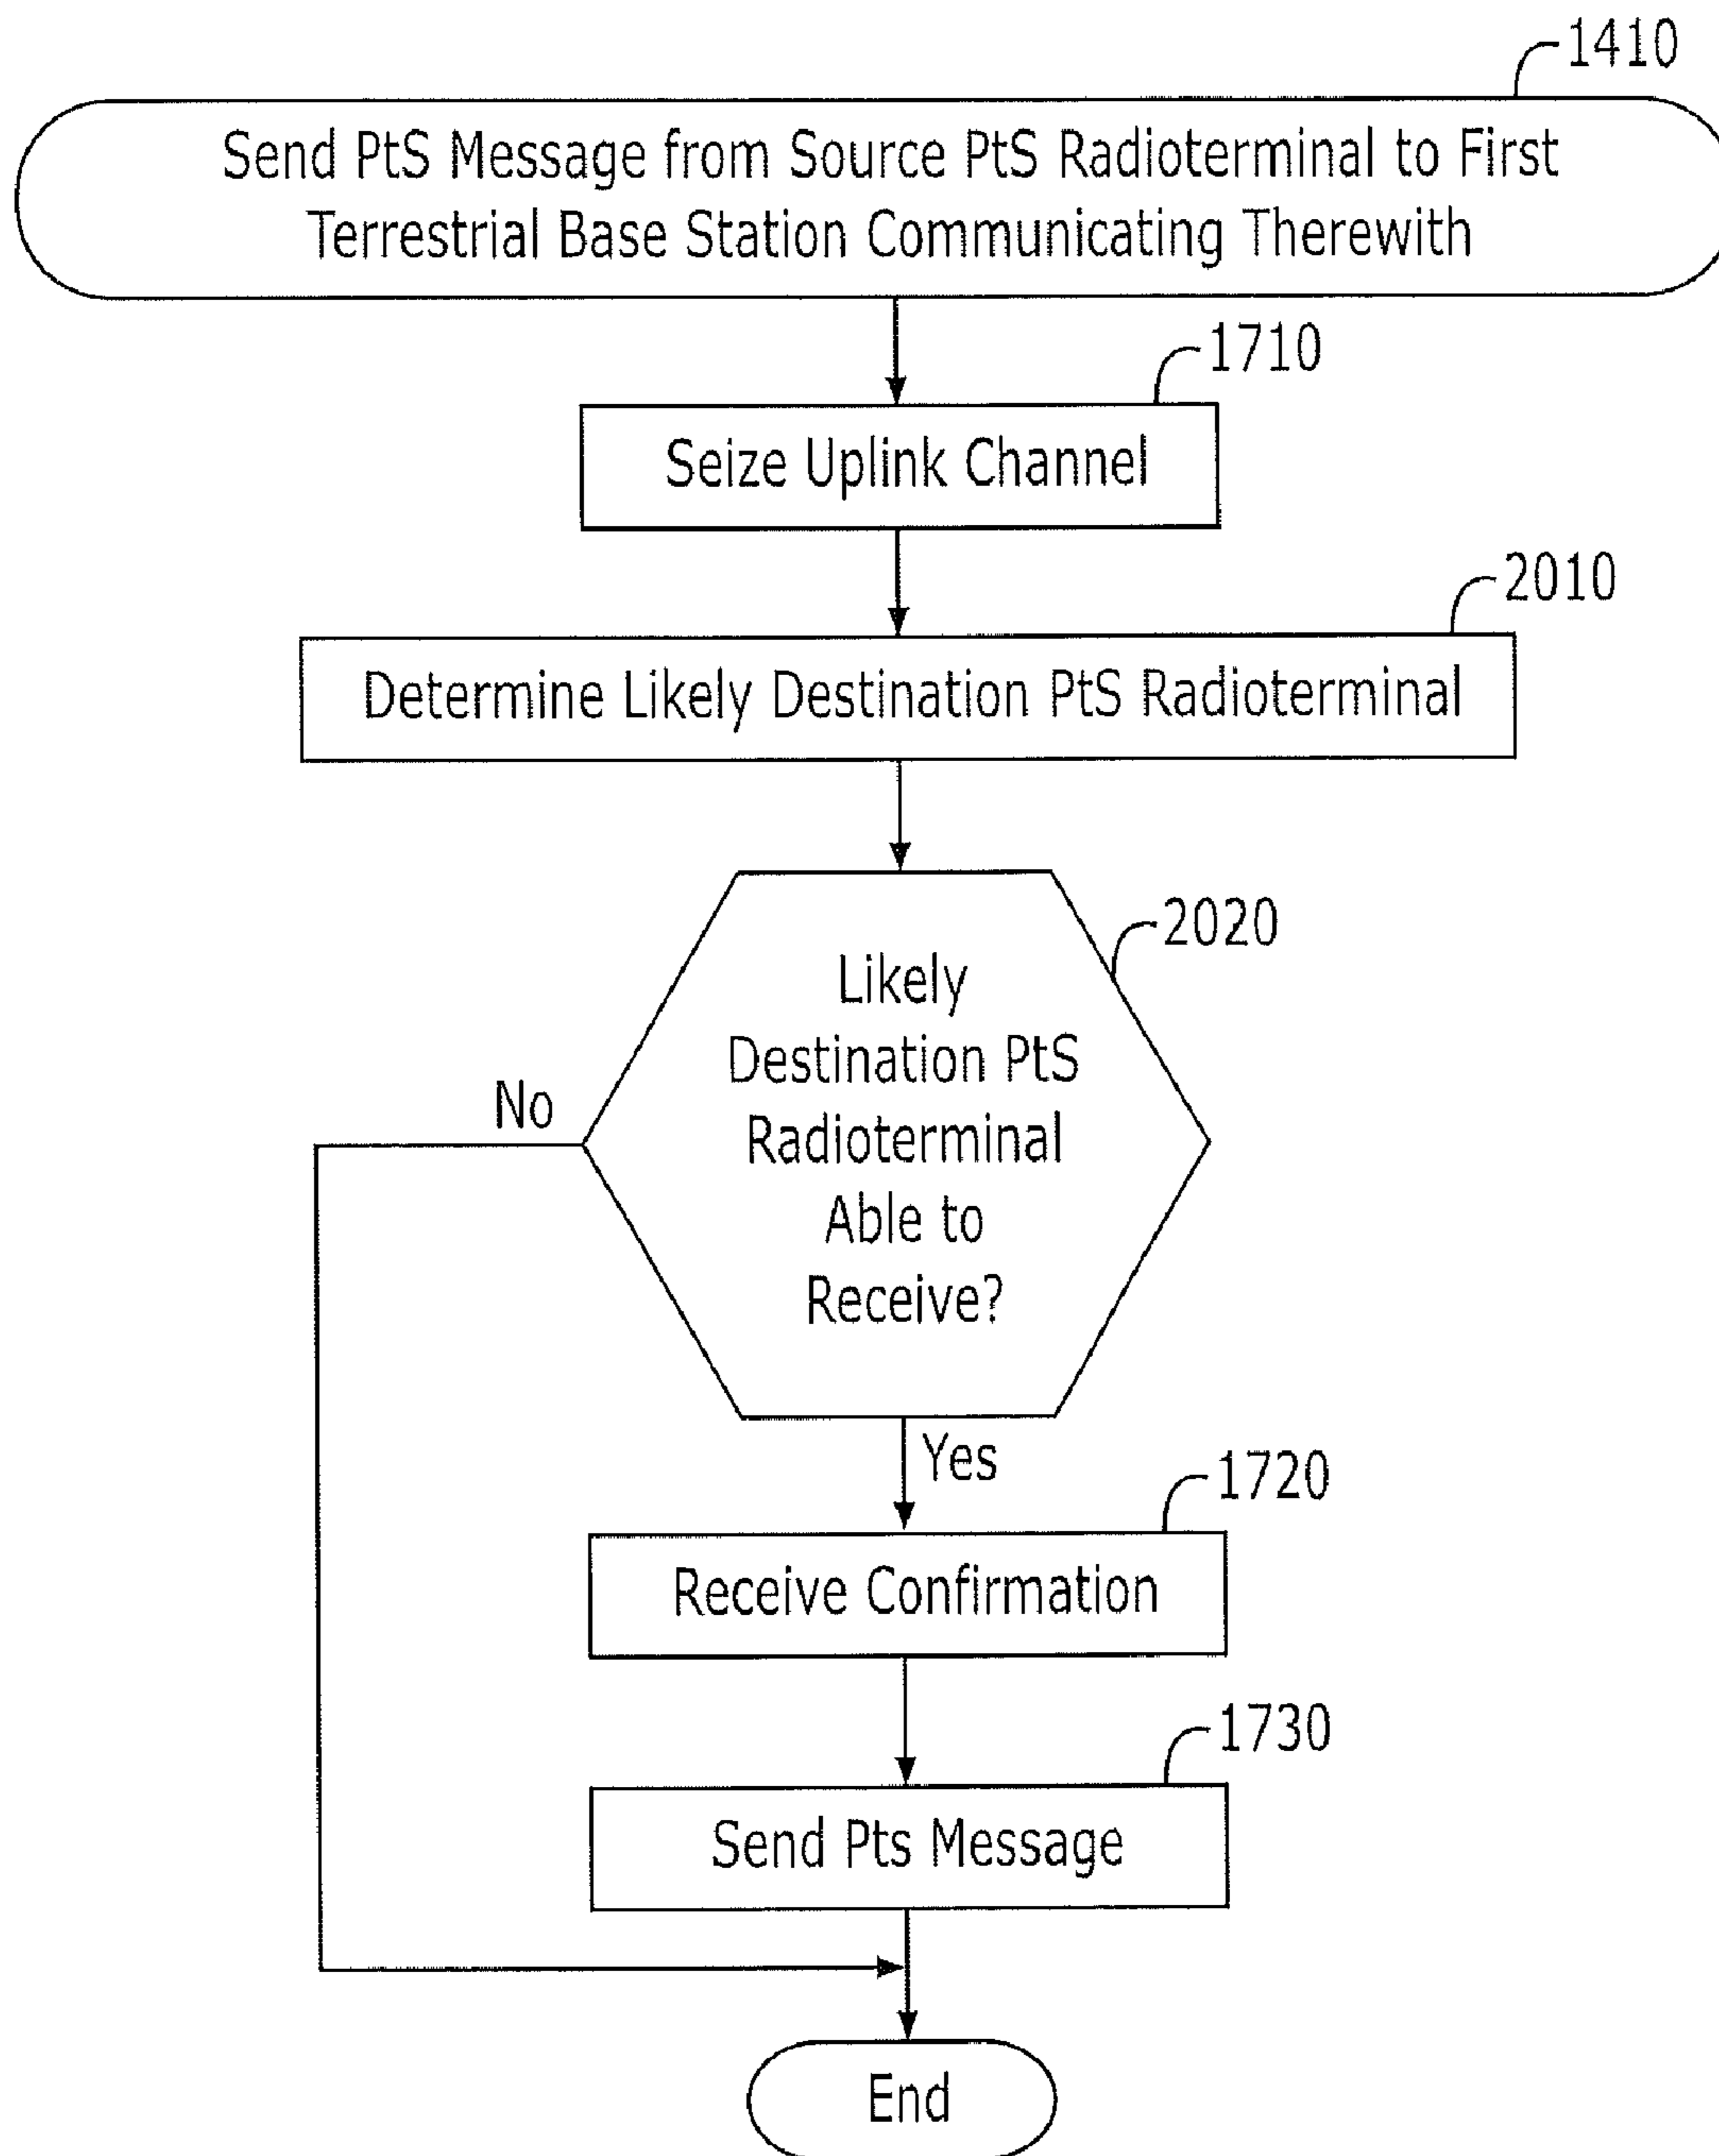 1410
Send PtS Message from Source PtS Radioterminal to First
Terrestrial Base Station Communicating Therewith
1710
Seize Uplink Channel
2010
Determine Likely Destination PtS Radioterminal
2020
Likely
Destination PtS
Radioterminal
Able to
Receive?
No
Yes
1720
Receive Confirmation
1730
Send Pts Message
End